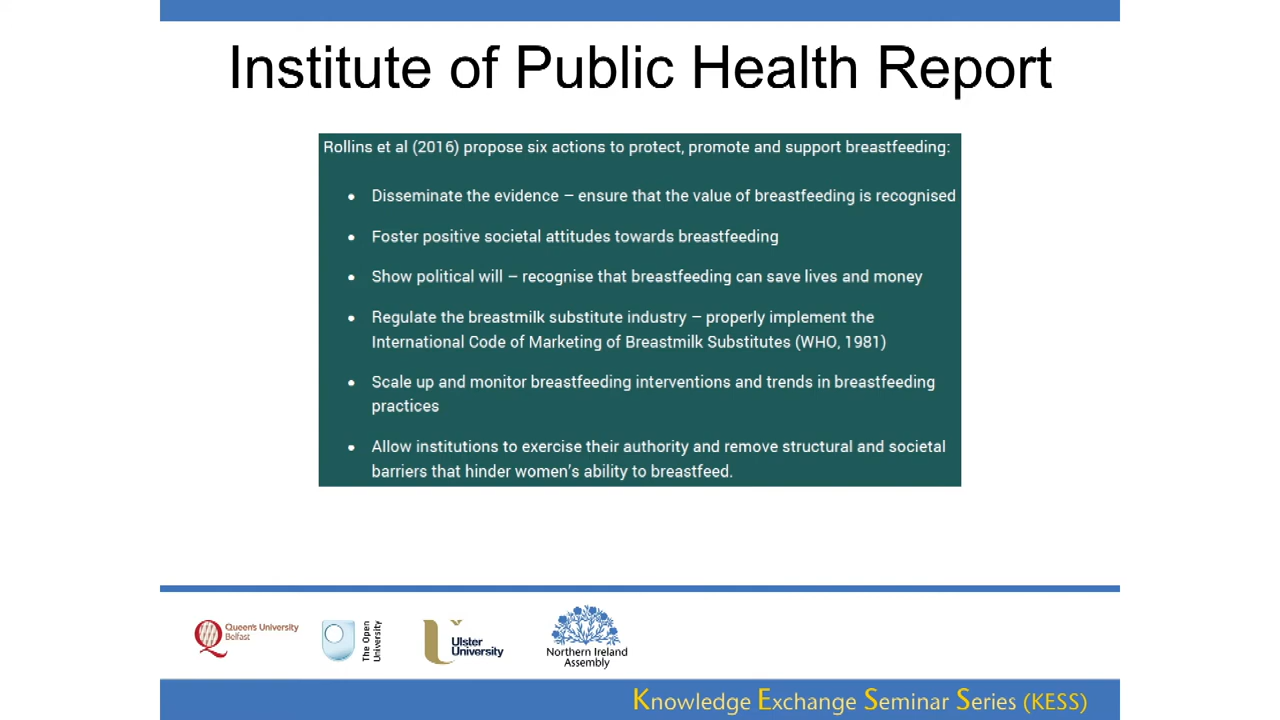 Institute of Public Health Report
Rollins et al (2016) propose six actions to protect, promote and support breastfeeding:
• Disseminate the evidence – ensure that the value of breastfeeding is recognised
• Foster positive societal attitudes towards breastfeeding
• Show political will – recognise that breastfeeding can save lives and money
• Regulate the breastmilk substitute industry – properly implement the
International Code of Marketing of Breastmilk Substitutes (WHO, 1981)
• Scale up and monitor breastfeeding interventions and trends in breastfeeding
practices
• Allow institutions to exercise their authority and remove structural and societal
barriers that hinder women's ability to breastfeed.
Queen's University
Belfast
The Open
University
Ulster
University
Northern Ireland
Assembly
Knowledge Exchange Seminar Series (KESS)